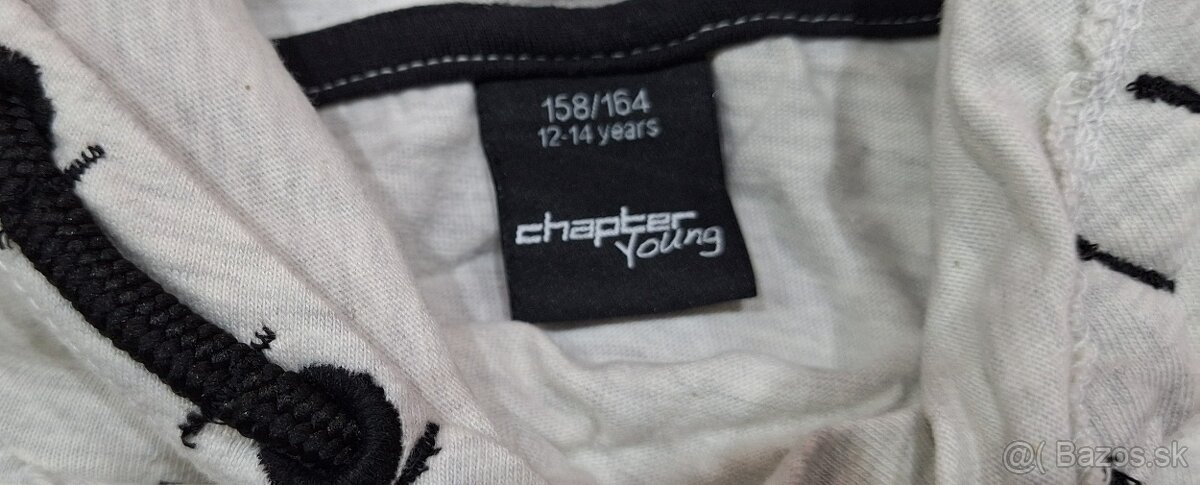 158/164
12-14 years
chapter
young
@( Bazos.sk